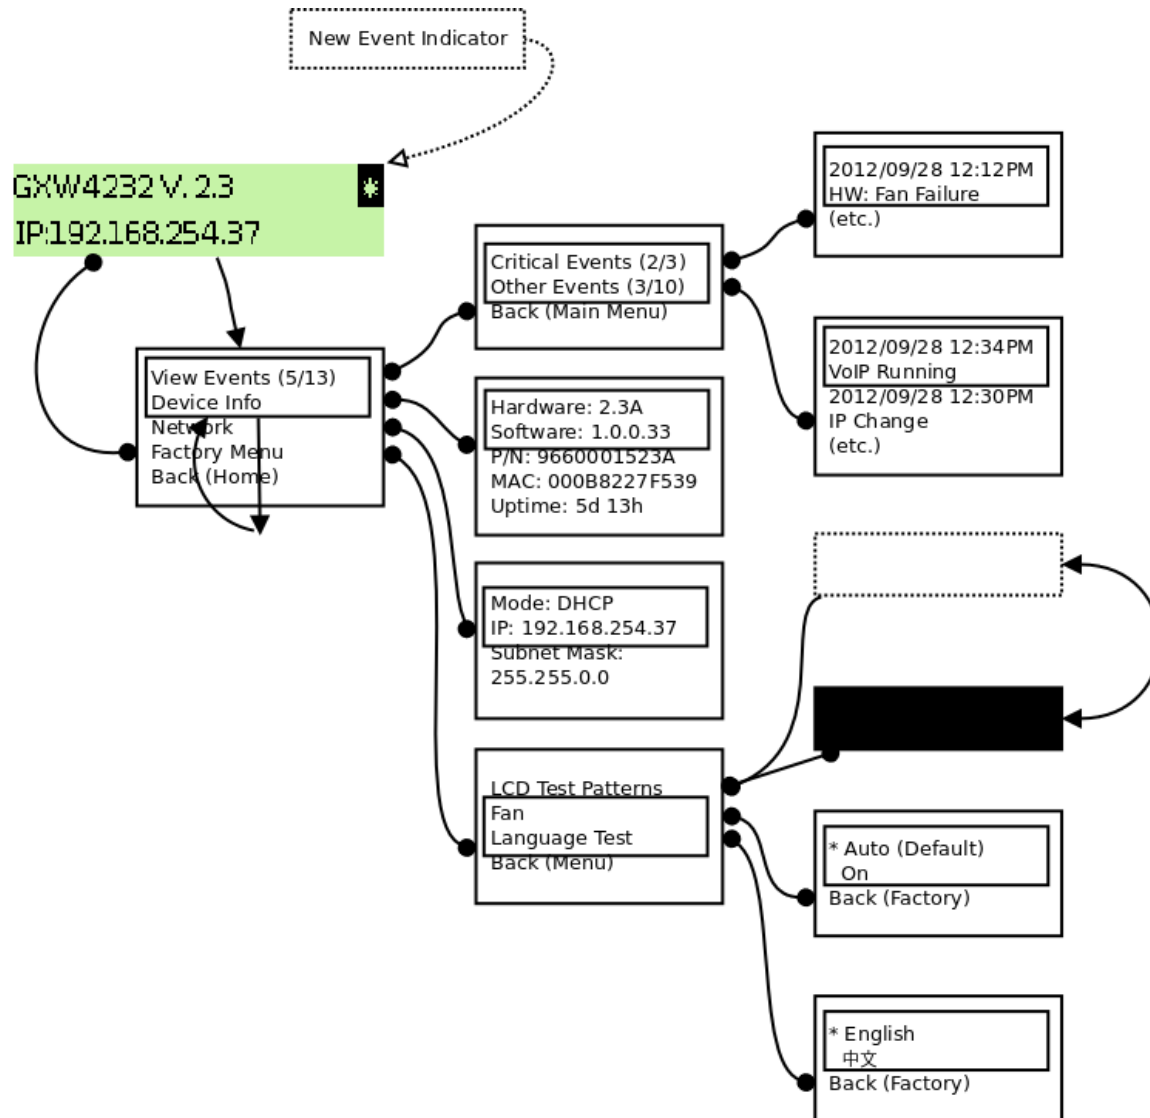 New Event Indicator
GXW4232 V. 2.3 *
IP:192.168.254.37
View Events (5/13)
Device Info
Network
Factory Menu
Back (Home)
Critical Events (2/3)
Other Events (3/10)
Back (Main Menu)
Hardware: 2.3A
Software: 1.0.0.33
P/N: 9660001523A
MAC: 000B8227F539
Uptime: 5d 13h
Mode: DHCP
IP: 192.168.254.37
Subnet Mask:
255.255.0.0
LCD Test Patterns
Fan
Language Test
Back (Menu)
2012/09/28 12:12PM
HW: Fan Failure
(etc.)
2012/09/28 12:34PM
VoIP Running
2012/09/28 12:30PM
IP Change
(etc.)
* Auto (Default)
On
Back (Factory)
* English
中文
Back (Factory)